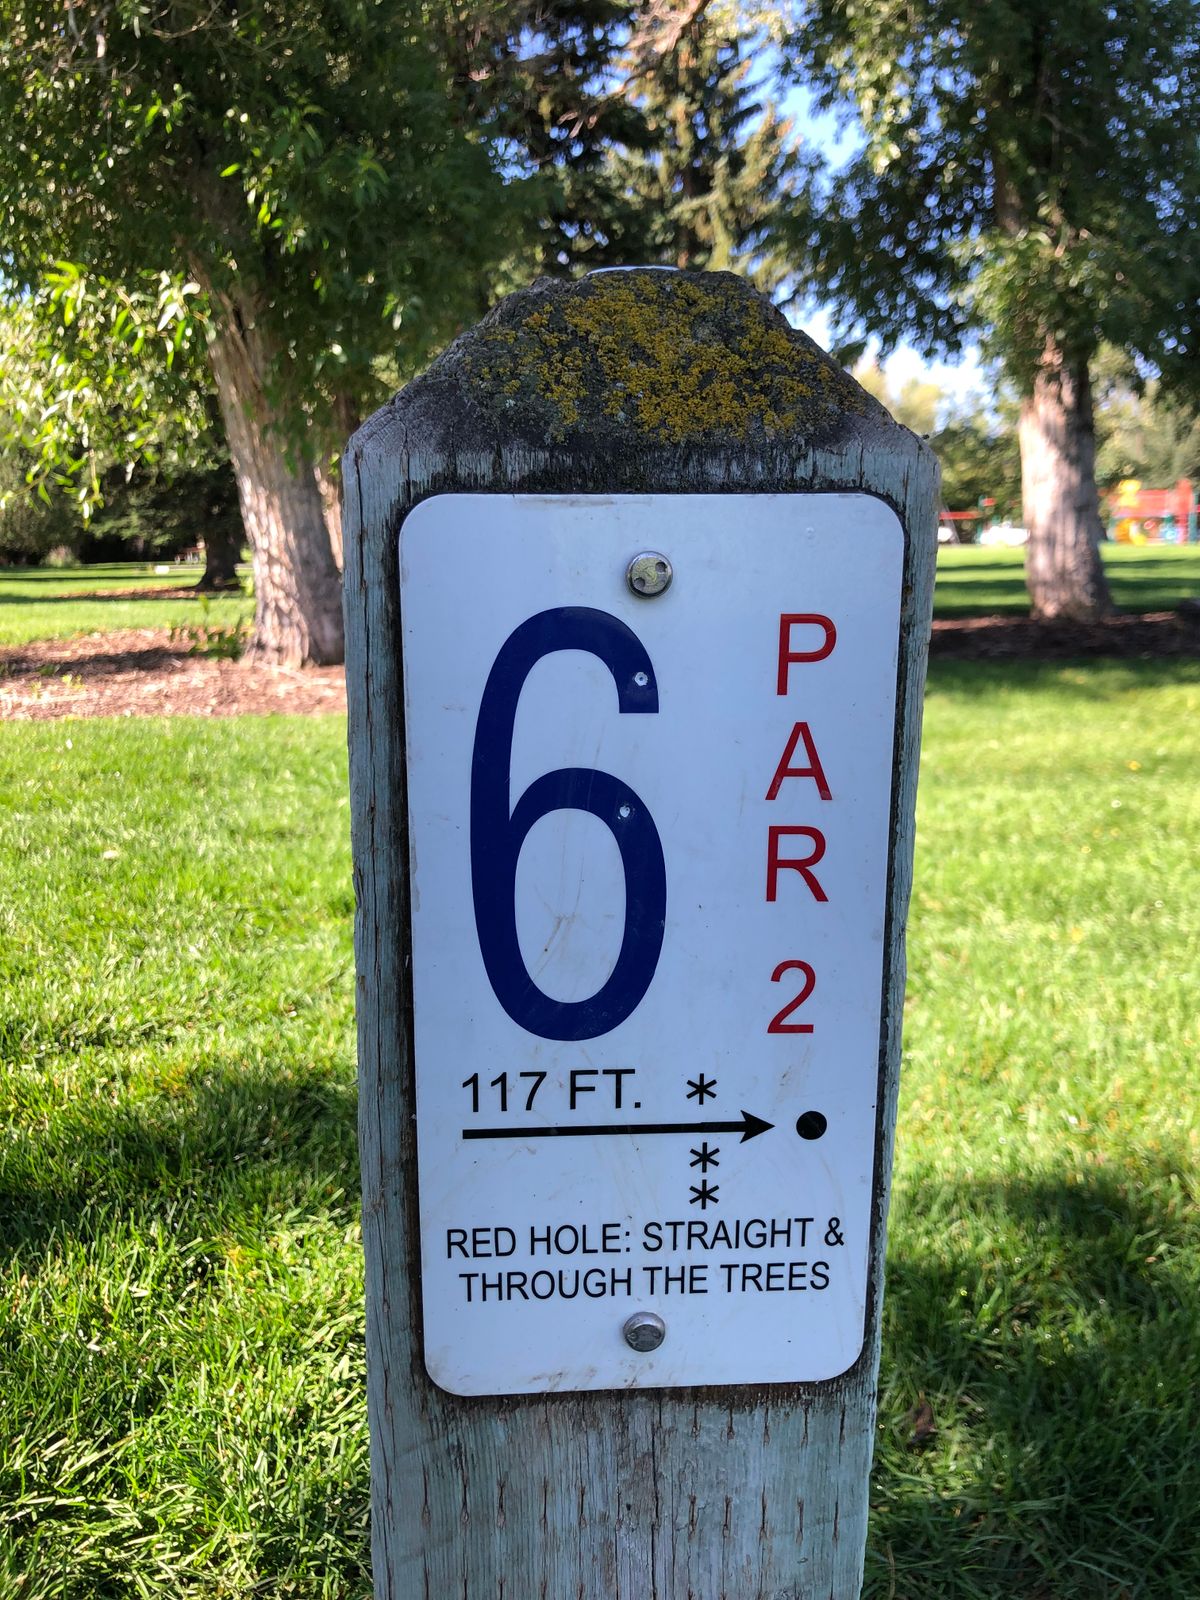 6
PAR 2
117 FT. *
*
*
RED HOLE: STRAIGHT &
THROUGH THE TREES